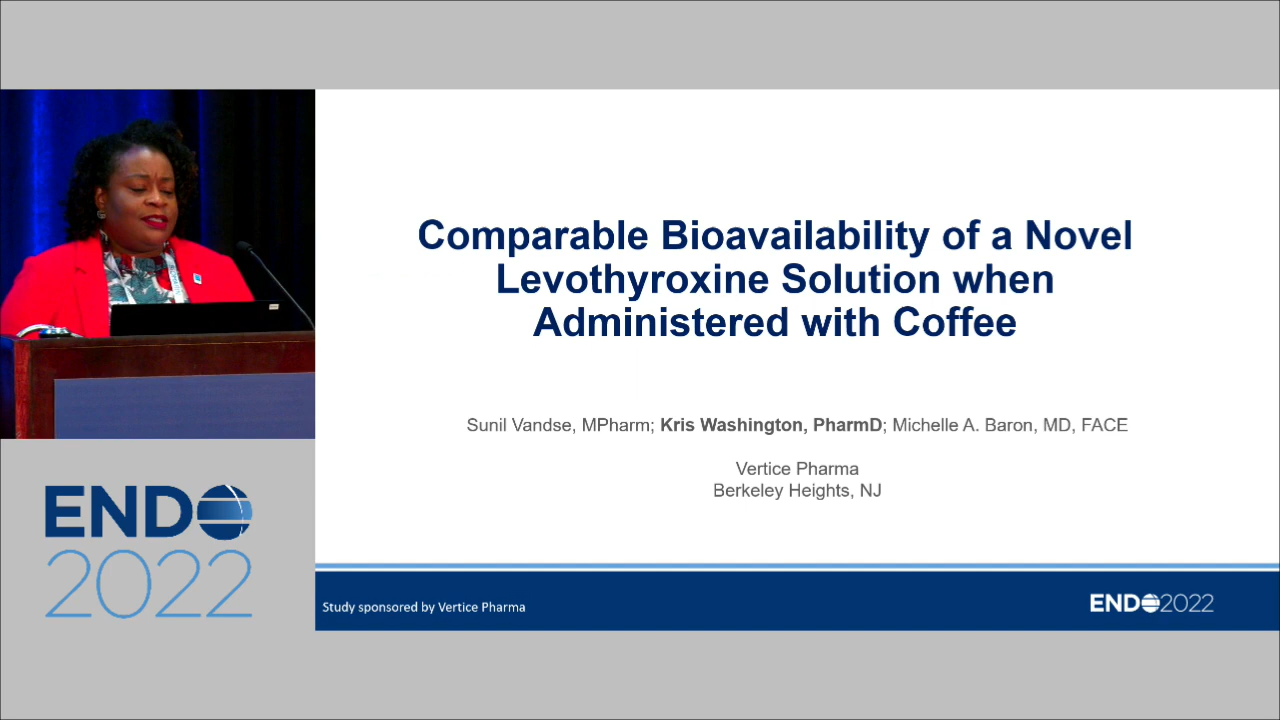 Comparable Bioavailability of a Novel
Levothyroxine Solution when
Administered with Coffee
Sunil Vandse, MPharm; Kris Washington, PharmD; Michelle A. Baron, MD, FACE
Vertice Pharma
Berkeley Heights, NJ
END
2022
Study sponsored by Vertice Pharma
ENDO2022